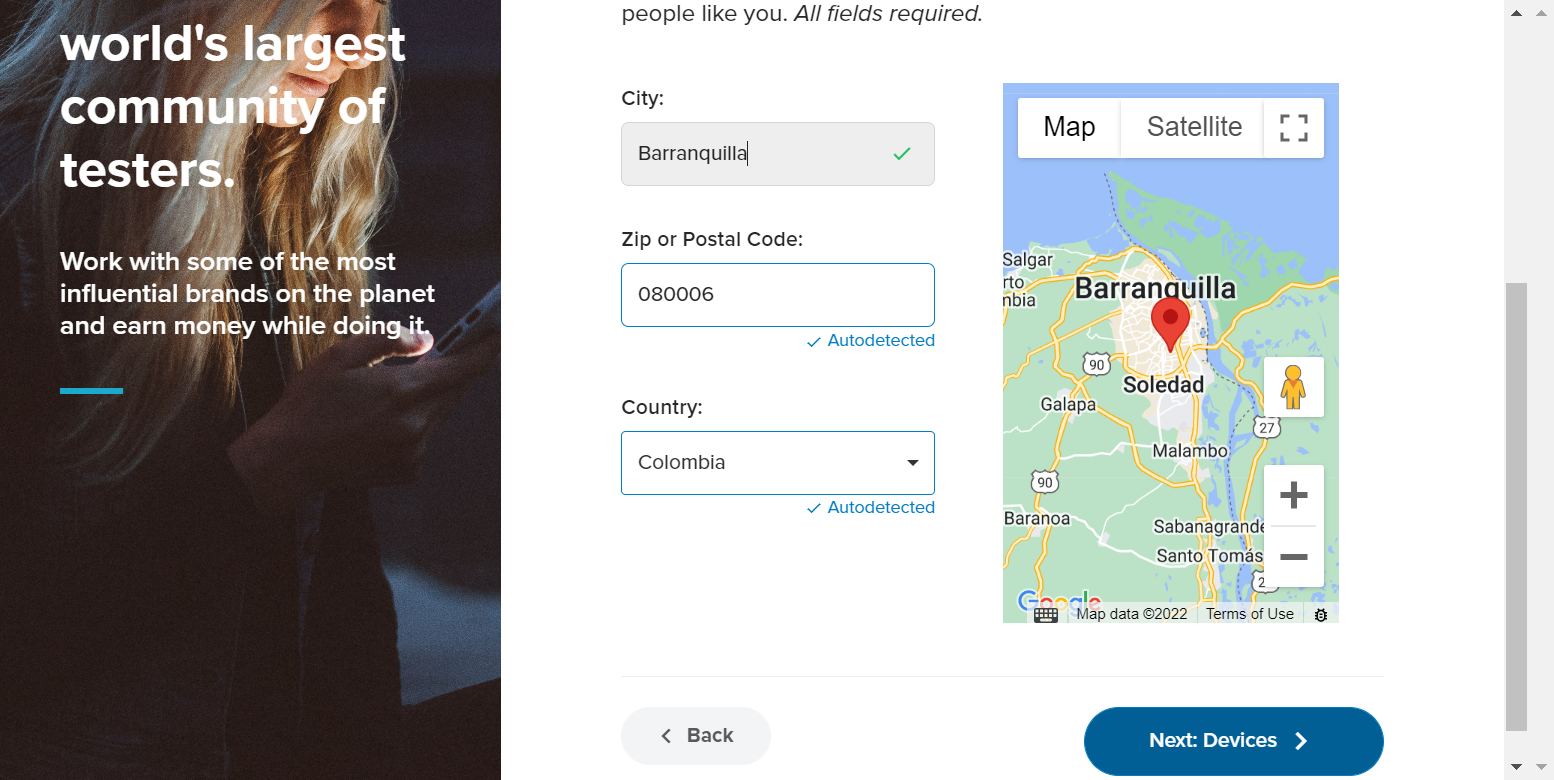 world's largest
community of
testers.
Work with some of the most
influential brands on the planet
and earn money while doing it.
people like you. All fields required.
City:
Barranquilla
Zip or Postal Code:
080006
Autodetected
Country:
Colombia
Autodetected
Map Satellite
Salgar
rto
nbia
Barranquilla
90
Soledad
Galapa
27
Malambo
90
Baranoa
Sabanagrande
Santo Tomás
2
Google
Map data ©2022 Terms of Use
Back
Next: Devices